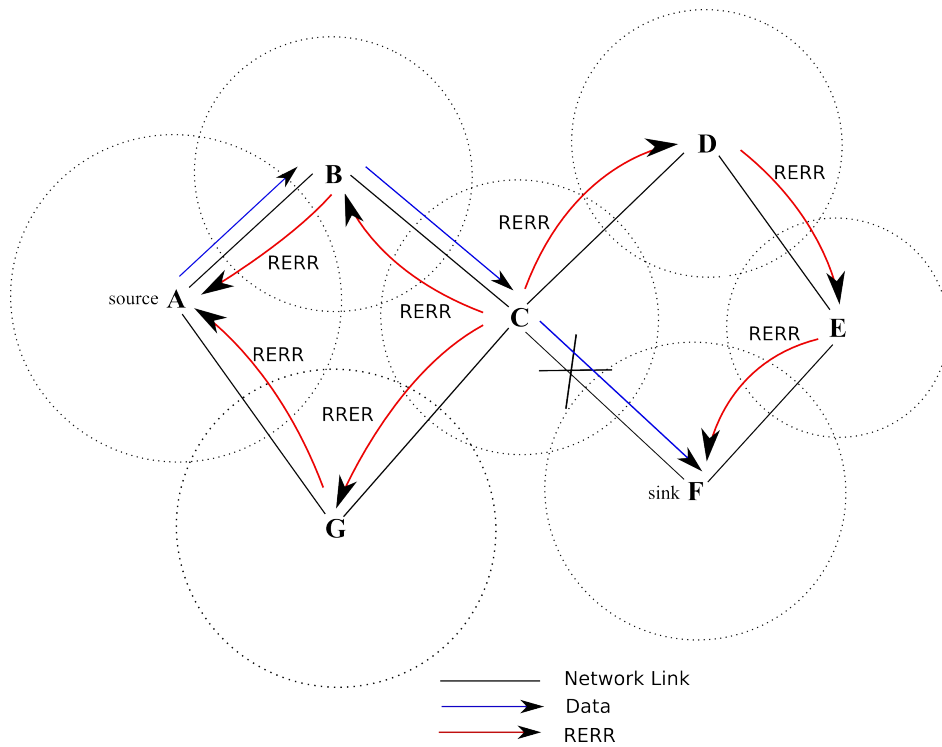 D
B
RERR
RERR
RERR
source A
RERR
C
E
RERR
RERR
RRER
sink F
G
Network Link
Data
RERR